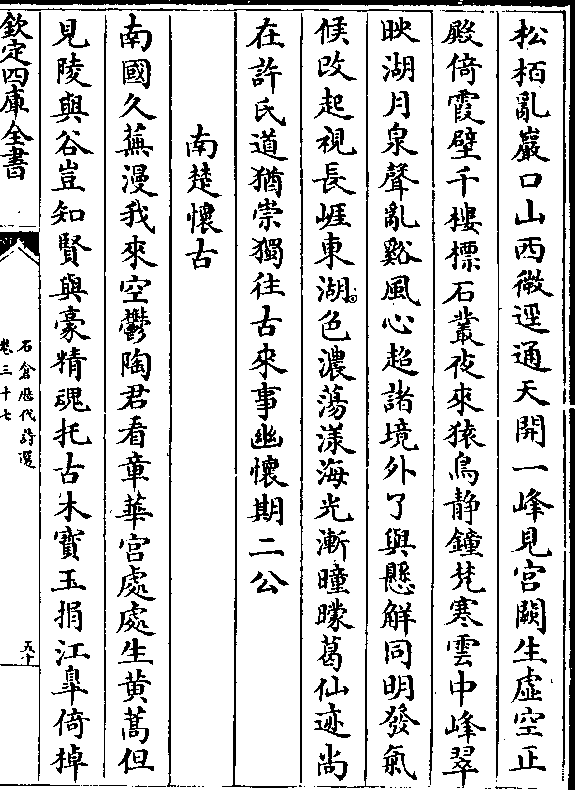 松栢亂巖口山西微逕通天開一峰見宮闕生虛空正
殿倚霞壁千樓標石叢夜來猿鳥静鐘梵寒雲中峰翠
映湖月泉聲亂谿風心超諸境外了與懸解同明發氣
候改起視長崖東湖色濃蕩漾海光漸曈曚葛仙迹尚
在許氏道猶崇獨往古來事幽懷期二公
南楚懷古
南國久蕪漫我來空鬱陶君看章華宮處處生黄蒿但
見陵與谷豈知賢與豪精魂托古木寳玉捐江臯倚棹
欽定四庫全書
石倉歷代詩選
卷三十七
五十